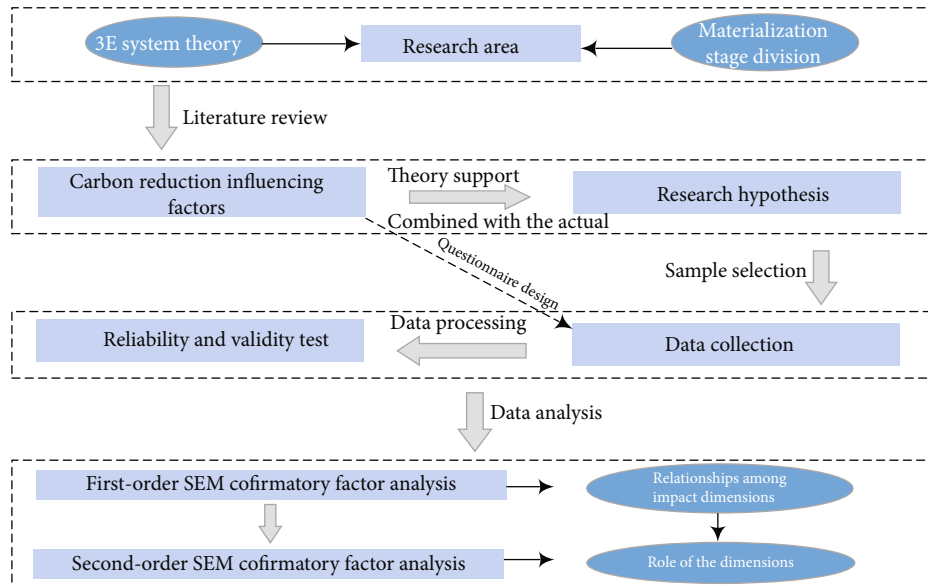 3E system theory
Research area
Materialization
stage division
Literature review
Carbon reduction influencing
factors
Theory support
Combined with the actual
Research hypothesis
Questionnaire design
Sample selection
Reliability and validity test
Data processing
Data collection
Data analysis
First-order SEM cofirmatory factor analysis
Relationships among
impact dimensions
Second-order SEM cofirmatory factor analysis
Role of the dimensions